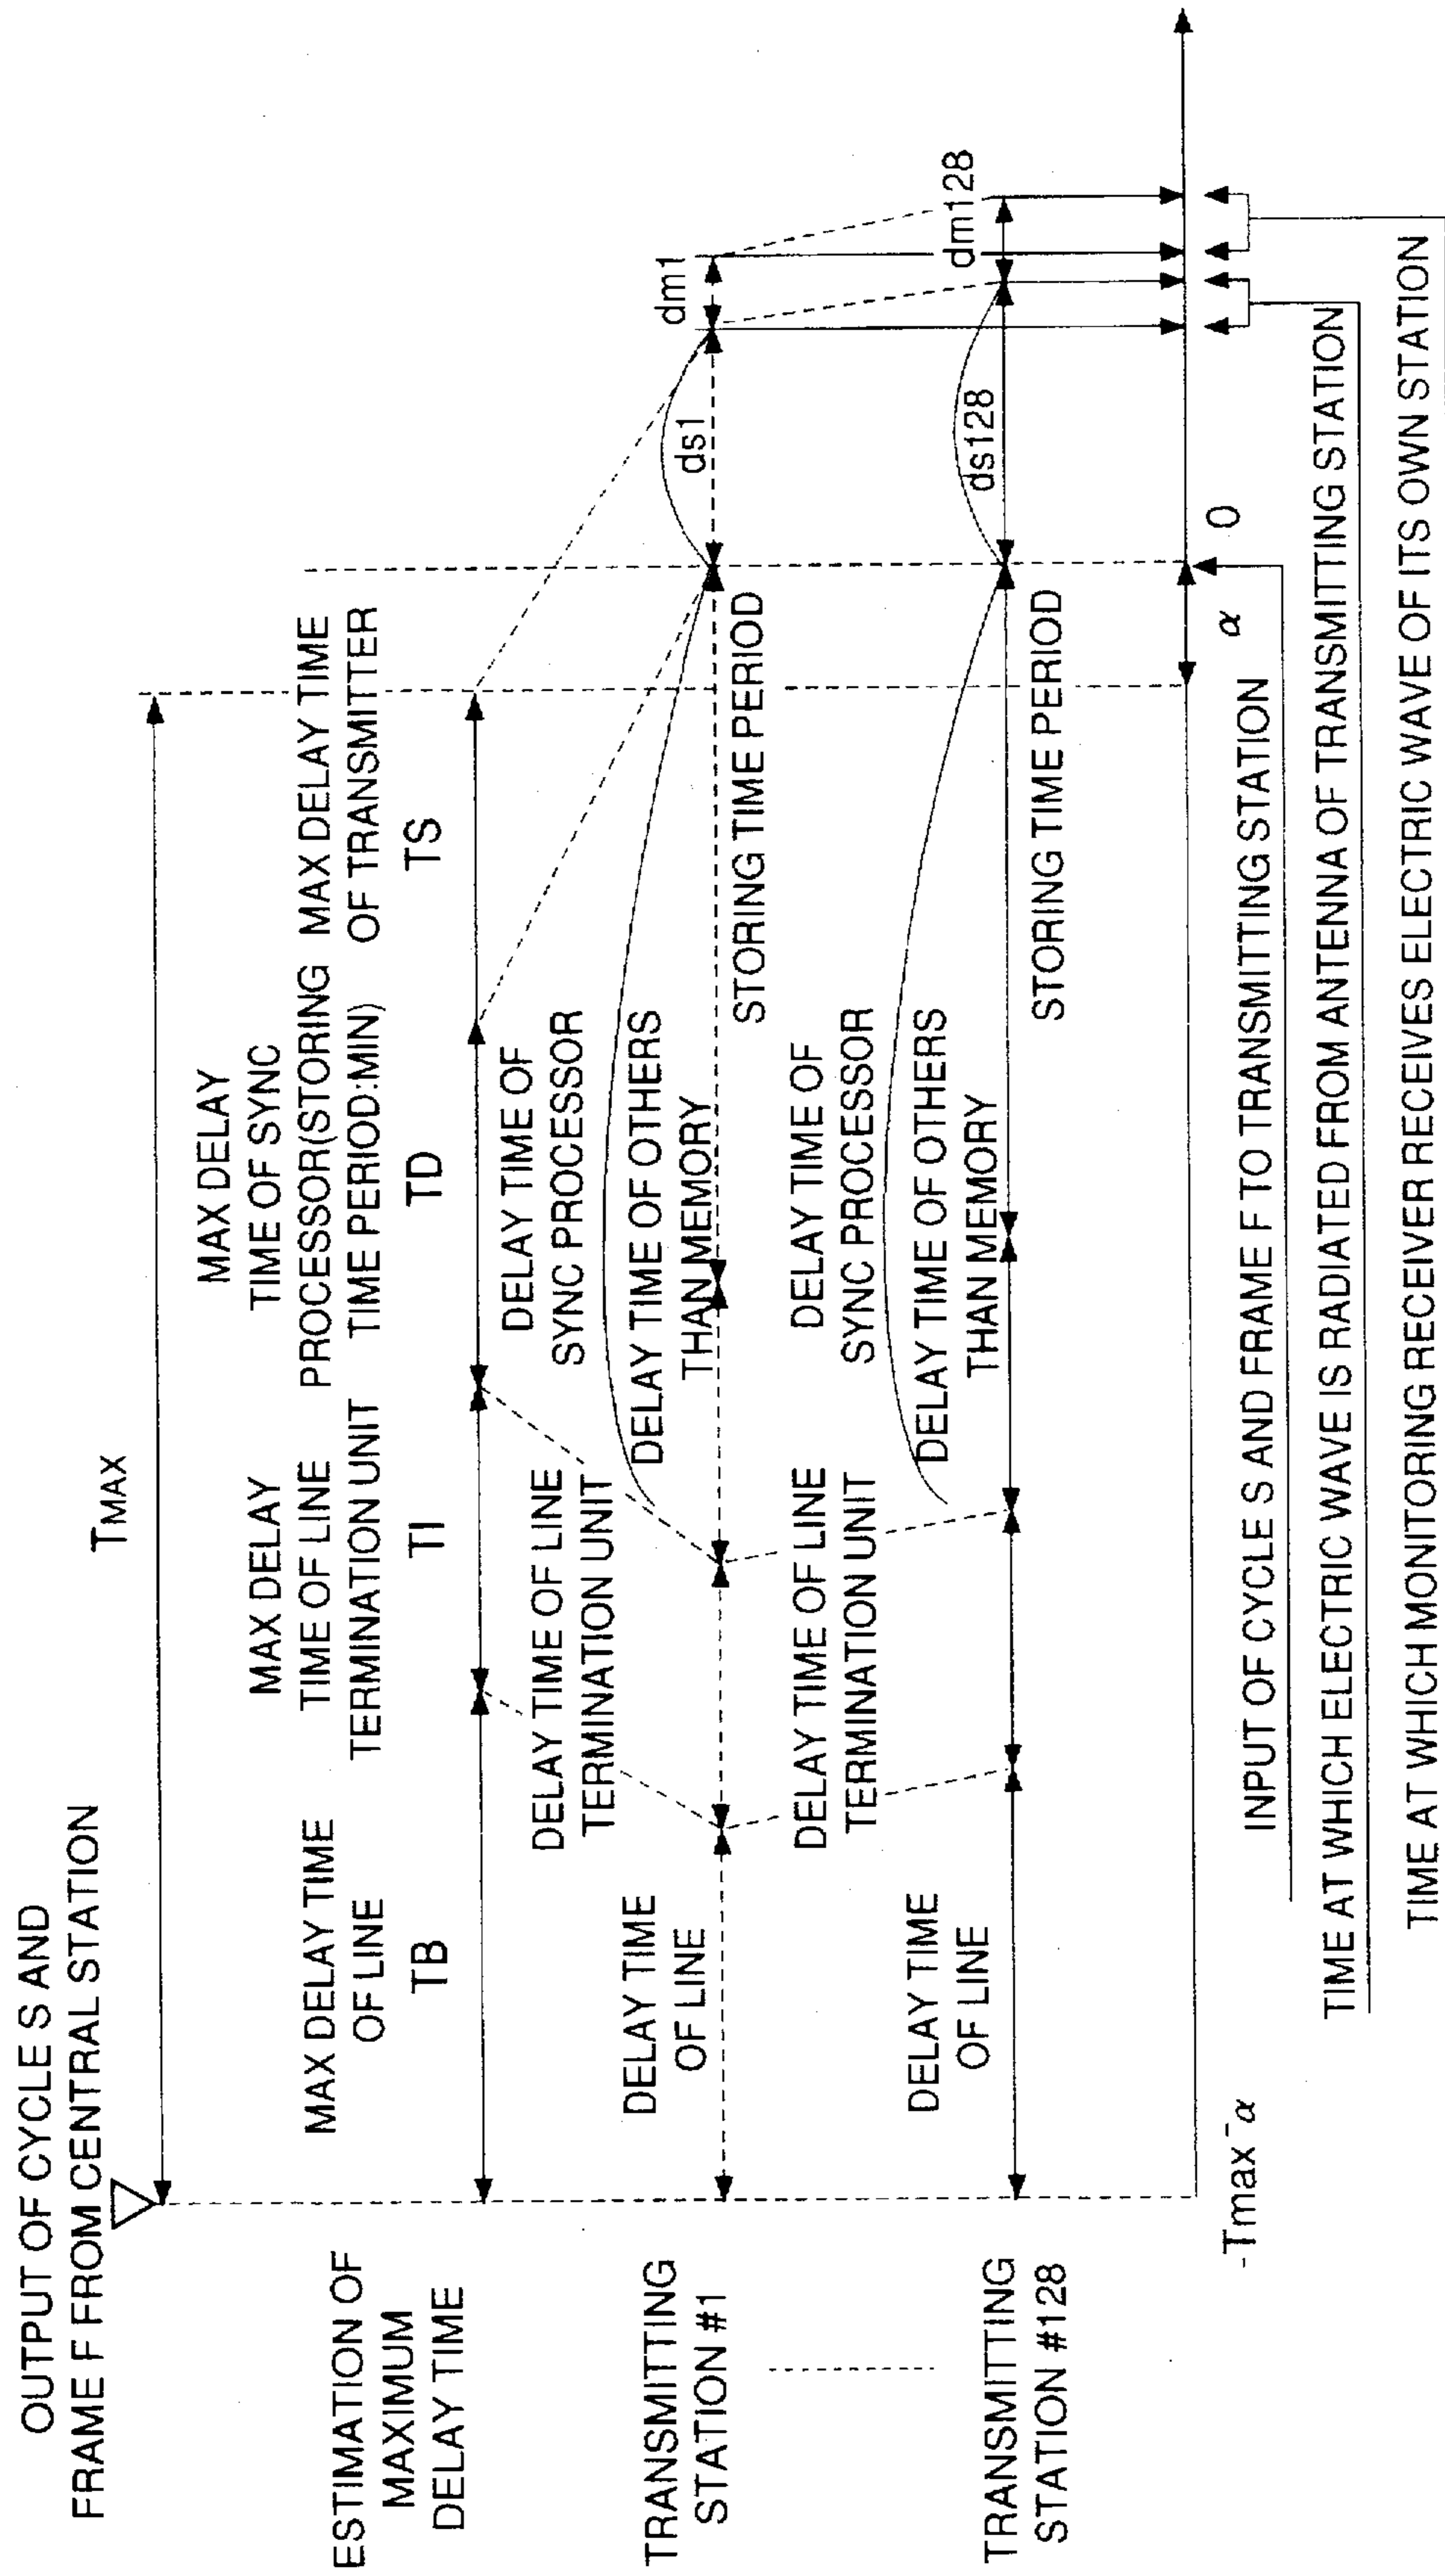 OUTPUT OF CYCLE S AND
FRAME F FROM CENTRAL STATION
TMAX
ESTIMATION OF
MAXIMUM
DELAY TIME
MAX DELAY TIME
OF LINE
TB
MAX DELAY
TIME OF LINE
TERMINATION UNIT
TI
MAX DELAY
TIME OF SYNC
PROCESSOR(STORING
TIME PERIOD:MIN)
TD
MAX DELAY TIME
OF TRANSMITTER
TS
TRANSMITTING
STATION #1
DELAY TIME
OF LINE
DELAY TIME OF LINE
TERMINATION UNIT
DELAY TIME OF
SYNC PROCESSOR
DELAY TIME OF OTHERS
THAN MEMORY
STORING TIME PERIOD
ds1
dm1
TRANSMITTING
STATION #128
DELAY TIME
OF LINE
DELAY TIME OF LINE
TERMINATION UNIT
DELAY TIME OF
SYNC PROCESSOR
DELAY TIME OF OTHERS
THAN MEMORY
STORING TIME PERIOD
ds128
dm128
-Tmax-α
α
0
INPUT OF CYCLE S AND FRAME F TO TRANSMITTING STATION
TIME AT WHICH ELECTRIC WAVE IS RADIATED FROM ANTENNA OF TRANSMITTING STATION
TIME AT WHICH MONITORING RECEIVER RECEIVES ELECTRIC WAVE OF ITS OWN STATION